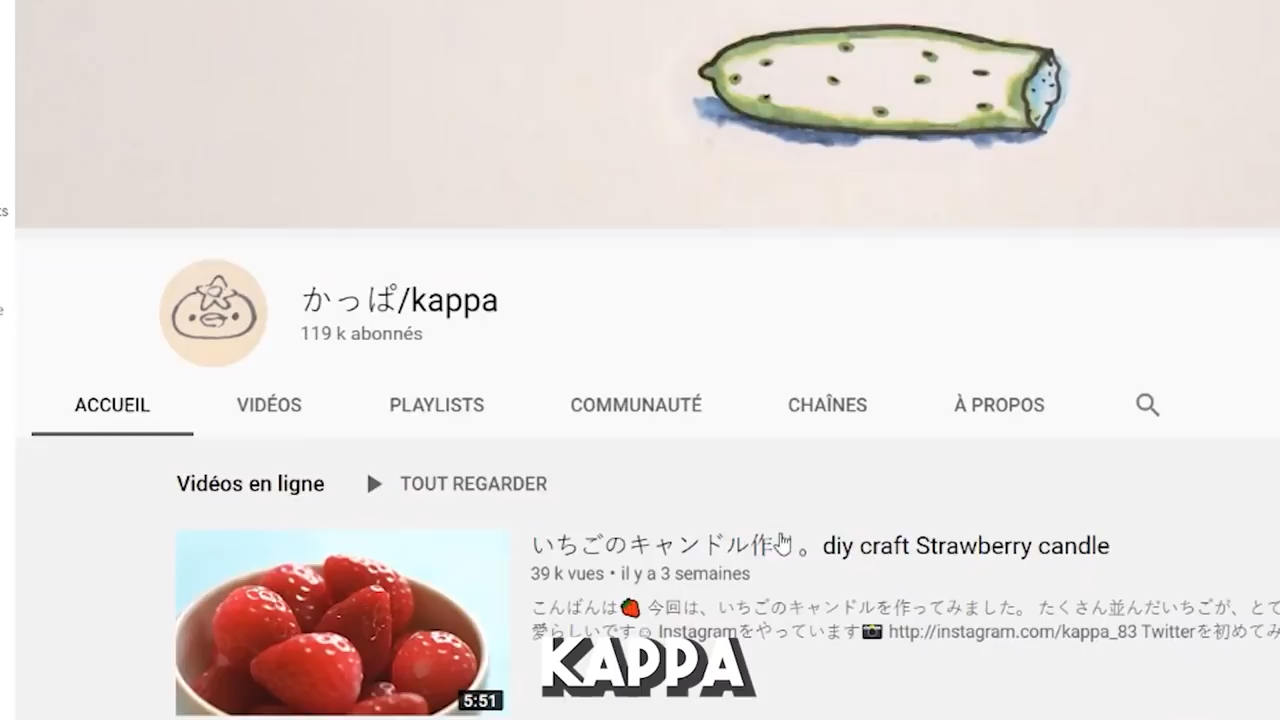 ts
e
かっぱ/kappa
119 k abonnés
ACCUEIL VIDÉOS PLAYLISTS COMMUNAUTÉ CHAÎNES À PROPOS
Vidéos en ligne TOUT REGARDER
いちごのキャンドル作 。diy craft Strawberry candle
39 k vues • il y a 3 semaines
こんばんは🍓 今回は、いちごのキャンドルを作ってみました。 たくさん並んだいちごが、とて
愛らしいです☺ Instagramをやっています📸 http://instagram.com/kappa_83 Twitterを初めてみ
5:51
KAPPA